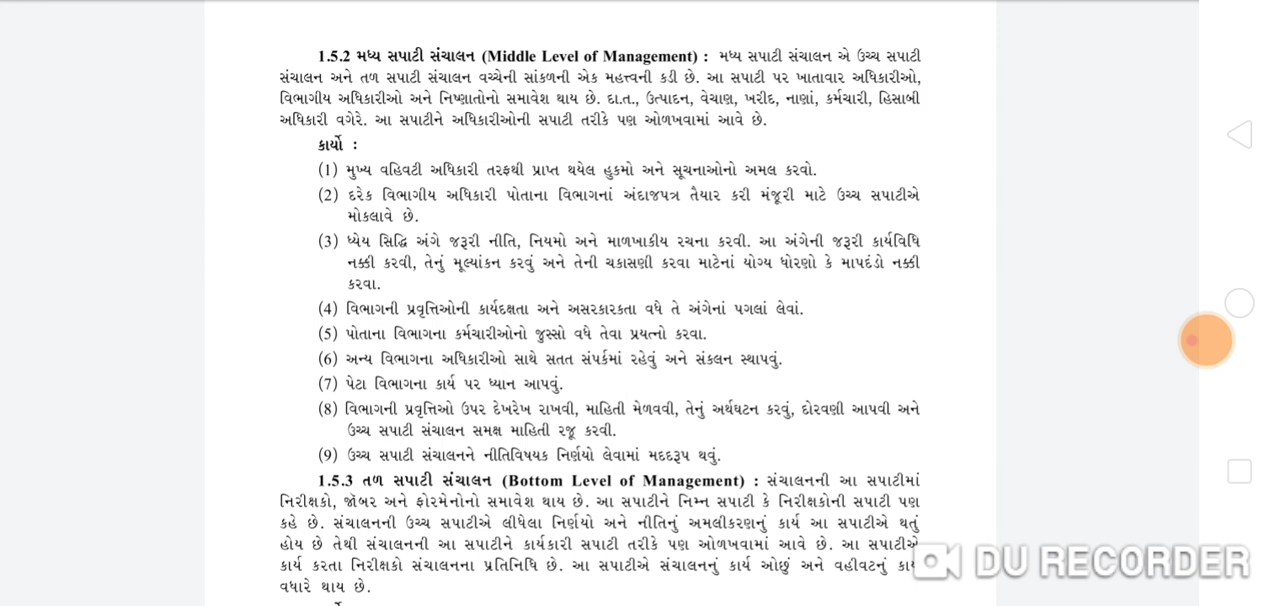 1.5.2 મધ્ય સપાટી સંચાલન (Middle Level of Management) : મધ્ય સપાટી સંચાલન એ ઉચ્ચ સપાટી
સંચાલન અને તળ સપાટી સંચાલન વચ્ચેની સાંકળની એક મહત્ત્વની કડી છે. આ સપાટી પર ખાતાવાર અધિકારીઓ,
વિભાગીય અધિકારીઓ અને નિષ્ણાતોનો સમાવેશ થાય છે. દા.ત., ઉત્પાદન, વેચાણ, ખરીદ, નાણાં, કર્મચારી, હિસાબી
અધિકારી વગેરે. આ સપાટીને અધિકારીઓની સપાટી તરીકે પણ ઓળખવામાં આવે છે.
કાર્યો :
(1) મુખ્ય વહિવટી અધિકારી તરફથી પ્રાપ્ત થયેલ હુકમો અને સૂચનાઓનો અમલ કરવો.
(2) દરેક વિભાગીય અધિકારી પોતાના વિભાગનાં અંદાજપત્ર તૈયાર કરી મંજૂરી માટે ઉચ્ચ સપાટીએ
મોકલાવે છે.
(3) ધ્યેય સિદ્ધિ અંગે જરૂરી નીતિ, નિયમો અને માળખાકીય રચના કરવી. આ અંગેની જરૂરી કાર્યવિધિ
નક્કી કરવી, તેનું મૂલ્યાંકન કરવું અને તેની ચકાસણી કરવા માટેનાં યોગ્ય ધોરણો કે માપદંડો નક્કી
કરવા.
(4) વિભાગની પ્રવૃત્તિઓની કાર્યદક્ષતા અને અસરકારકતા વધે તે અંગેનાં પગલાં લેવાં.
(5) પોતાના વિભાગના કર્મચારીઓનો જુસ્સો વધે તેવા પ્રયત્નો કરવા.
(6) અન્ય વિભાગના અધિકારીઓ સાથે સતત સંપર્કમાં રહેવું અને સંકલન સ્થાપવું.
(7) પેટા વિભાગના કાર્ય પર ધ્યાન આપવું.
(8) વિભાગની પ્રવૃત્તિઓ ઉપર દેખરેખ રાખવી, માહિતી મેળવવી, તેનું અર્થઘટન કરવું, દોરવણી આપવી અને
ઉચ્ચ સપાટી સંચાલન સમક્ષ માહિતી રજૂ કરવી.
(9) ઉચ્ચ સપાટી સંચાલનને નીતિવિષયક નિર્ણયો લેવામાં મદદરૂપ થવું.
1.5.3 તળ સપાટી સંચાલન (Bottom Level of Management) : સંચાલનની આ સપાટીમાં
નિરીક્ષકો, જૉબર અને ફોરમેનોનો સમાવેશ થાય છે. આ સપાટીને નિમ્ન સપાટી કે નિરીક્ષકોની સપાટી પણ
કહે છે. સંચાલનની ઉચ્ચ સપાટીએ લીધેલા નિર્ણયો અને નીતિનું અમલીકરણનું કાર્ય આ સપાટીએ થતું
હોય છે તેથી સંચાલનની આ સપાટીને કાર્યકારી સપાટી તરીકે પણ ઓળખવામાં આવે છે. આ સપાટીએ
કાર્ય કરતા નિરીક્ષકો સંચાલનના પ્રતિનિધિ છે. આ સપાટીએ સંચાલનનું કાર્ય ઓછું અને વહીવટનું
વધારે થાય છે.
DU RECORDER